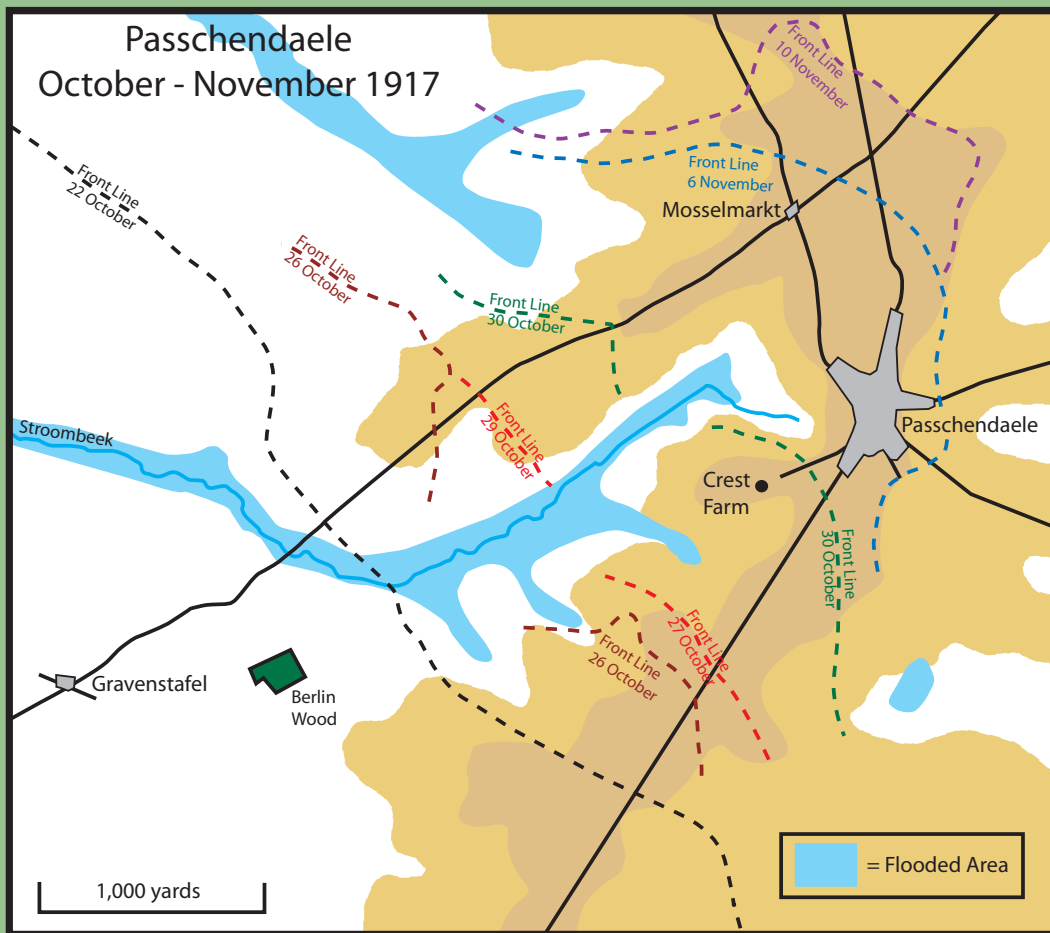 Passchendaele
October - November 1917
Front Line
10 November
Front Line
22 October
Front Line
6 November
Mosselmarkt
Front Line
26 October
Front Line
30 October
Stroombeek
Front Line
29 October
Passchendaele
Crest
Farm
Front Line
30 October
Front Line
27 October
Front Line
26 October
Gravenstafel
Berlin
Wood
1,000 yards
= Flooded Area